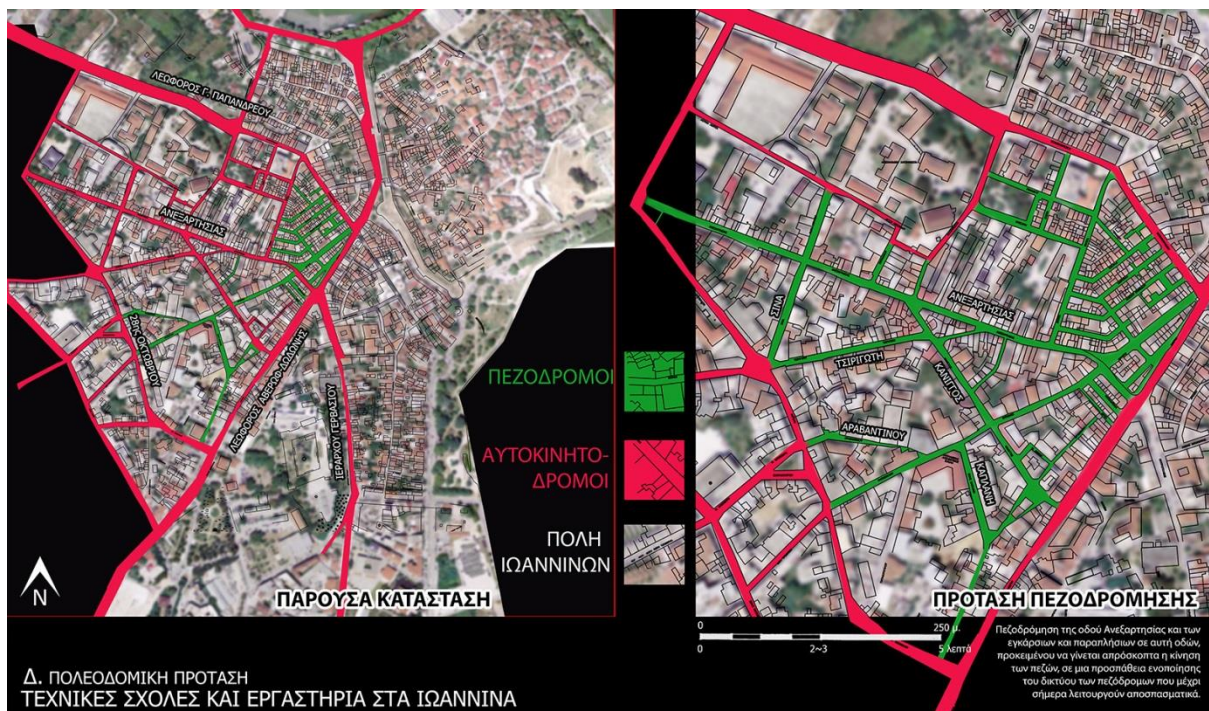 ΛΕΩΦΟΡΟΣ Γ. ΠΑΠΑΝΔΡΕΟΥ
ΑΝΕΞΑΡΤΗΣΙΑΣ
28ης ΟΚΤΩΒΡΙΟΥ
ΛΕΩΦΟΡΟΣ ΑΒΕΡΩΦ-ΔΩΔΩΝΗΣ
ΙΕΡΑΡΧΟΥ ΓΕΡΒΑΣΙΟΥ
N
ΠΑΡΟΥΣΑ ΚΑΤΑΣΤΑΣΗ
ΠΕΖΟΔΡΟΜΟΙ
ΑΥΤΟΚΙΝΗΤΟ-
ΔΡΟΜΟΙ
ΠΟΛΗ
ΙΩΑΝΝΙΝΩΝ
ΣΙΝΑ
ΑΝΕΞΑΡΤΗΣΙΑΣ
ΤΣΙΡΙΓΩΤΗ
ΚΑΝΙΓΓΟΣ
ΑΡΑΒΑΝΤΙΝΟΥ
ΚΑΠΛΑΝΗ
ΠΡΟΤΑΣΗ ΠΕΖΟΔΡΟΜΗΣΗΣ
0 250 μ.
0 2~3 5 λεπτά
Πεζοδρόμηση της οδού Ανεξαρτησίας και των
εγκάρσιων και παραπλήσιων σε αυτή οδών,
προκειμένου να γίνεται απρόσκοπτα η κίνηση
των πεζών, σε μια προσπάθεια ενοποίησης
του δικτύου των πεζόδρομων που μέχρι
σήμερα λειτουργούν αποσπασματικά.
Δ. ΠΟΛΕΟΔΟΜΙΚΗ ΠΡΟΤΑΣΗ
ΤΕΧΝΙΚΕΣ ΣΧΟΛΕΣ ΚΑΙ ΕΡΓΑΣΤΗΡΙΑ ΣΤΑ ΙΩΑΝΝΙΝΑ